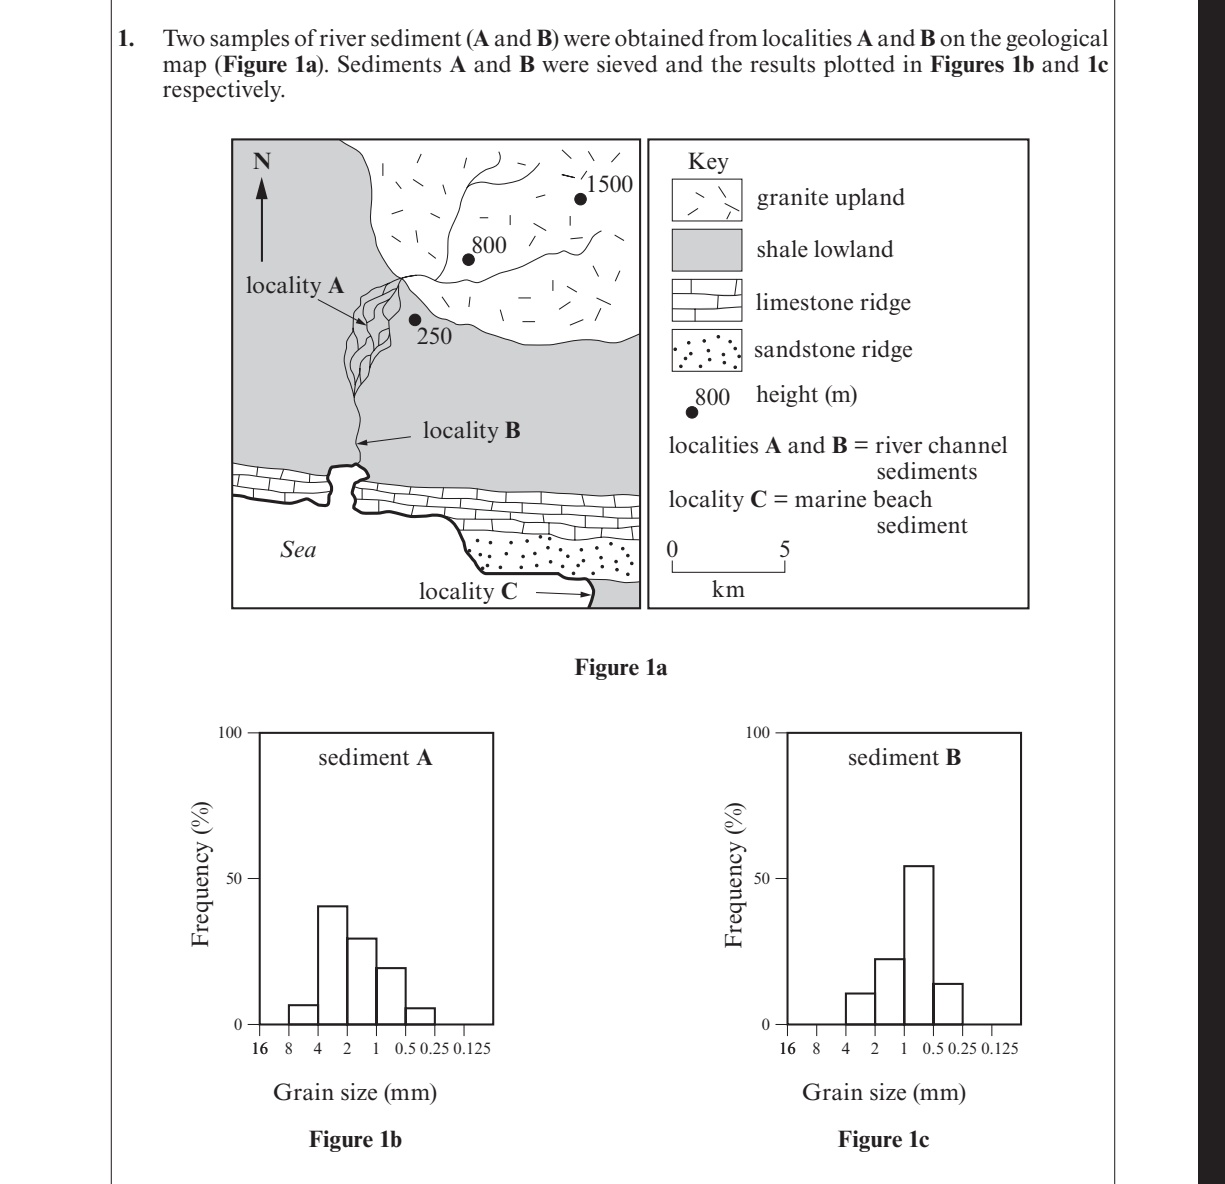 1. Two samples of river sediment (A and B) were obtained from localities A and B on the geological
map (Figure 1a). Sediments A and B were sieved and the results plotted in Figures 1b and 1c
respectively.
N
1500
800
locality A
250
locality B
Sea
locality C
Key
granite upland
shale lowland
limestone ridge
sandstone ridge
800 height (m)
localities A and B = river channel
sediments
locality C = marine beach
sediment
0 5
km
Figure 1a
100
sediment A
Frequency (%)
50
0
16 8 4 2 1 0.5 0.25 0.125
Grain size (mm)
Figure 1b
100
sediment B
Frequency (%)
50
0
16 8 4 2 1 0.5 0.25 0.125
Grain size (mm)
Figure 1c